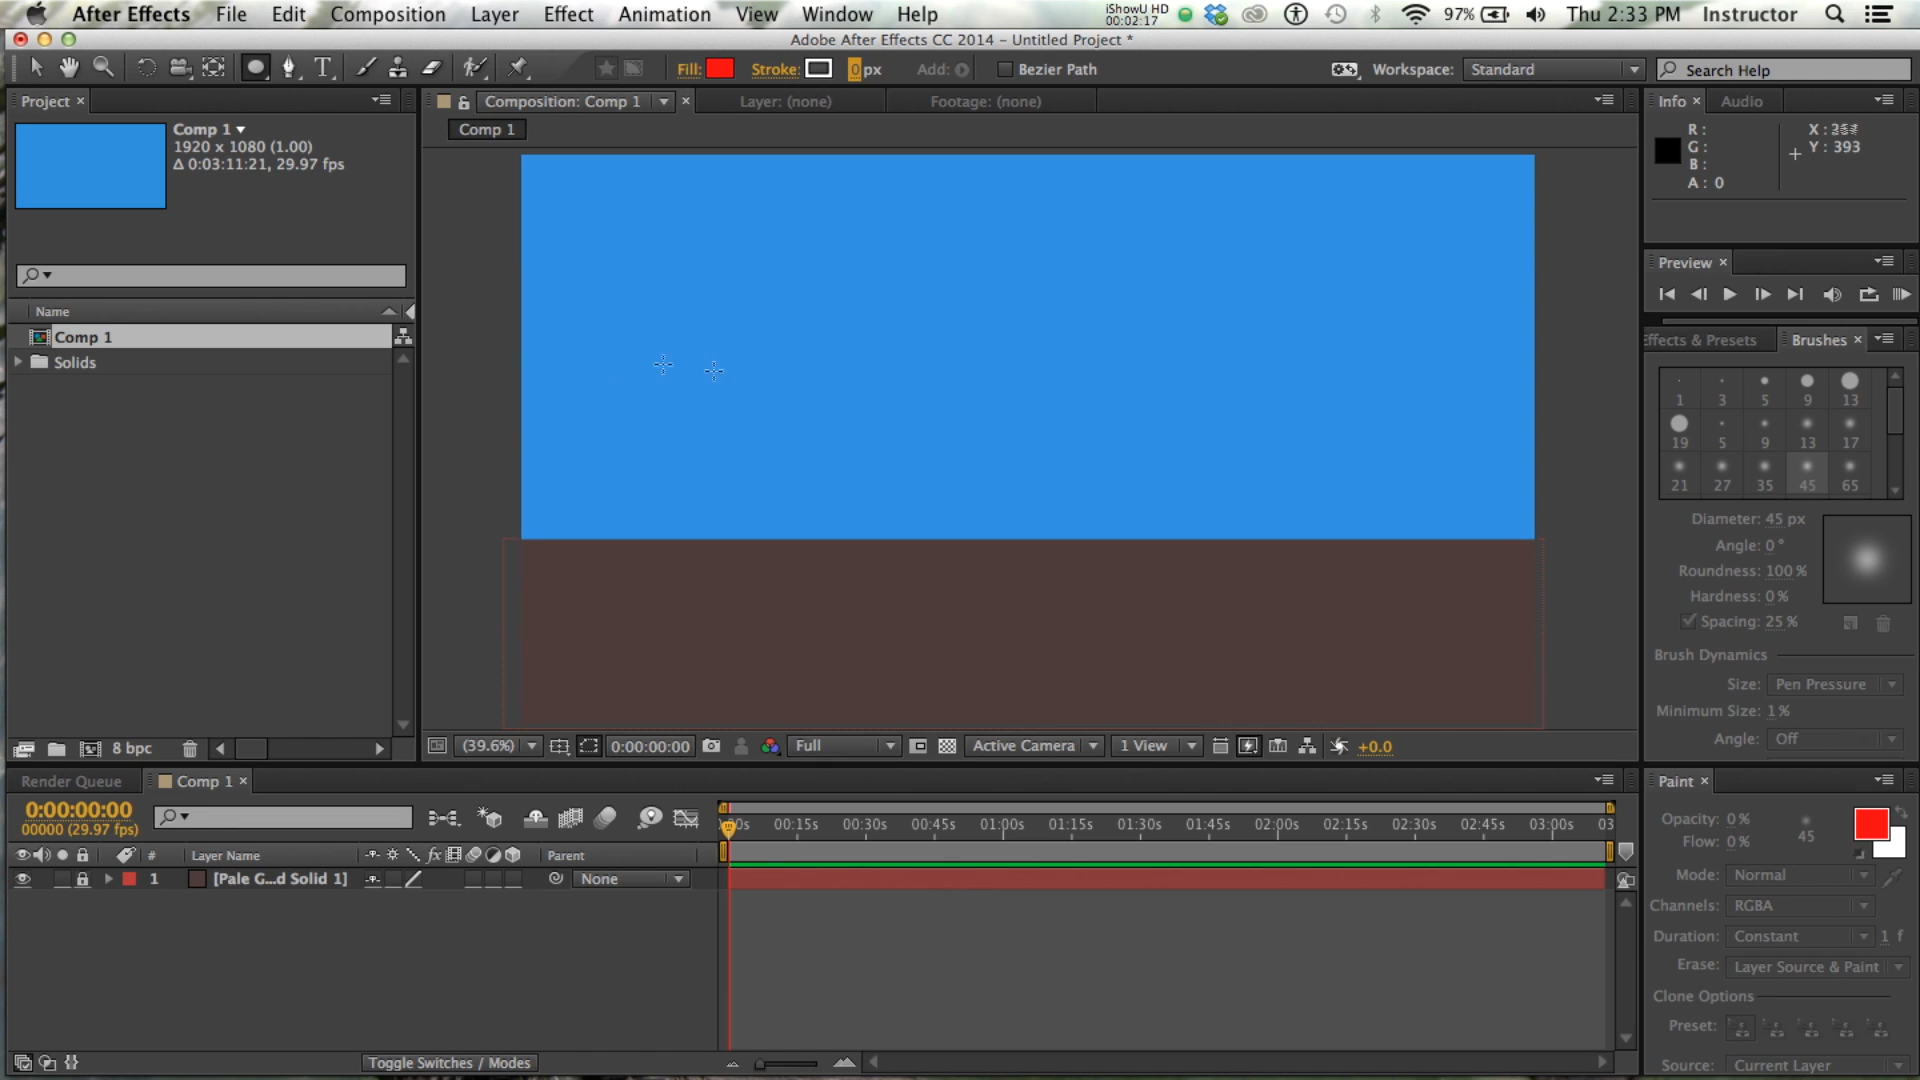 After Effects File Edit Composition Layer Effect Animation View Window Help iShowU HD 00:02:17 97% Thu 2:33 PM Instructor
Adobe After Effects CC 2014 – Untitled Project *
T Fill: Stroke: 0 px Add: Bezier Path Workspace: Standard Search Help
Project × Composition: Comp 1 × Layer: (none) Footage: (none) Info × Audio
Comp 1
1920 x 1080 (1.00)
Δ 0:03:11:21, 29.97 fps
Comp 1
R :
G :
B :
A : 0
X :
Y : 393
Preview ×
Name
Comp 1
Solids
Effects & Presets Brushes ×
1 3 5 9 13
19 5 9 13 17
21 27 35 45 65
Diameter: 45 px
Angle: 0 °
Roundness: 100 %
Hardness: 0 %
Spacing: 25 %
Brush Dynamics
Size: Pen Pressure
Minimum Size: 1 %
Angle: Off
8 bpc (39.6%) 0:00:00:00 Full Active Camera 1 View +0.0
Render Queue Comp 1 ×
0:00:00:00
00000 (29.97 fps)
00s 00:15s 00:30s 00:45s 01:00s 01:15s 01:30s 01:45s 02:00s 02:15s 02:30s 02:45s 03:00s 03
# Layer Name fx Parent
1 [Pale G...d Solid 1] None
Toggle Switches / Modes
Paint ×
Opacity: 0 %
Flow: 0 %
45
Mode: Normal
Channels: RGBA
Duration: Constant 1 f
Erase: Layer Source & Paint
Clone Options
Preset:
Source: Current Layer